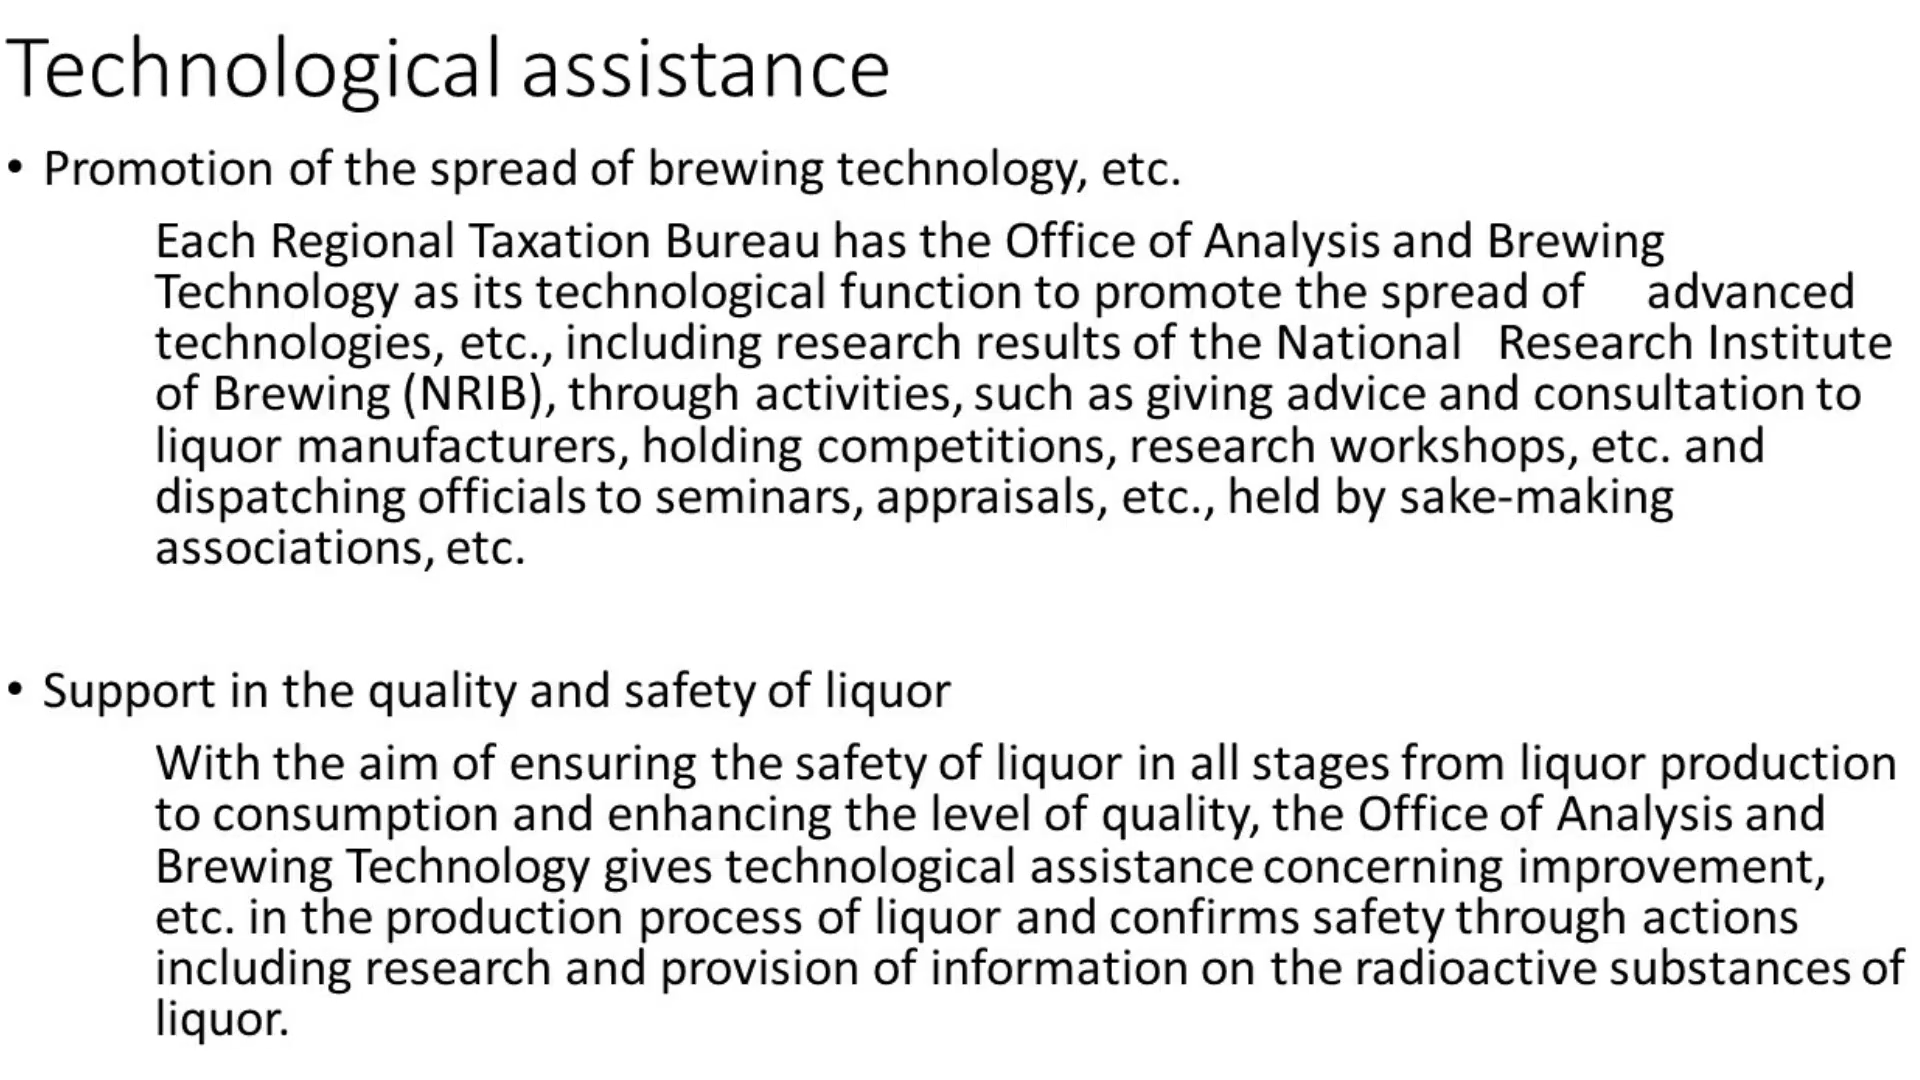 Technological assistance
• Promotion of the spread of brewing technology, etc.
Each Regional Taxation Bureau has the Office of Analysis and Brewing
Technology as its technological function to promote the spread of advanced
technologies, etc., including research results of the National Research Institute
of Brewing (NRIB), through activities, such as giving advice and consultation to
liquor manufacturers, holding competitions, research workshops, etc. and
dispatching officials to seminars, appraisals, etc., held by sake-making
associations, etc.
• Support in the quality and safety of liquor
With the aim of ensuring the safety of liquor in all stages from liquor production
to consumption and enhancing the level of quality, the Office of Analysis and
Brewing Technology gives technological assistance concerning improvement,
etc. in the production process of liquor and confirms safety through actions
including research and provision of information on the radioactive substances of
liquor.